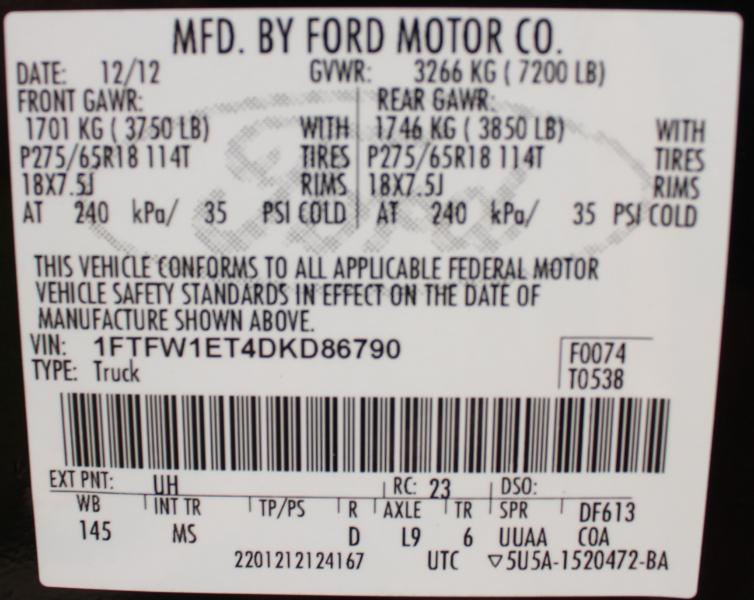 MFD. BY FORD MOTOR CO.
DATE: 12/12 GVWR: 3266 KG ( 7200 LB)
FRONT GAWR: REAR GAWR:
1701 KG ( 3750 LB) WITH 1746 KG ( 3850 LB) WITH
P275/65R18 114T TIRES P275/65R18 114T TIRES
18X7.5J RIMS 18X7.5J RIMS
AT 240 kPa/ 35 PSI COLD AT 240 kPa/ 35 PSI COLD
THIS VEHICLE CONFORMS TO ALL APPLICABLE FEDERAL MOTOR
VEHICLE SAFETY STANDARDS IN EFFECT ON THE DATE OF
MANUFACTURE SHOWN ABOVE.
VIN: 1FTFW1ET4DKD86790 F0074
TYPE: Truck T0538
EXT PNT: UH RC: 23 DSO:
WB INT TR TP/PS R AXLE TR SPR DF613
145 MS D L9 6 UUAA COA
2201212124167 UTC ▽5U5A-1520472-BA